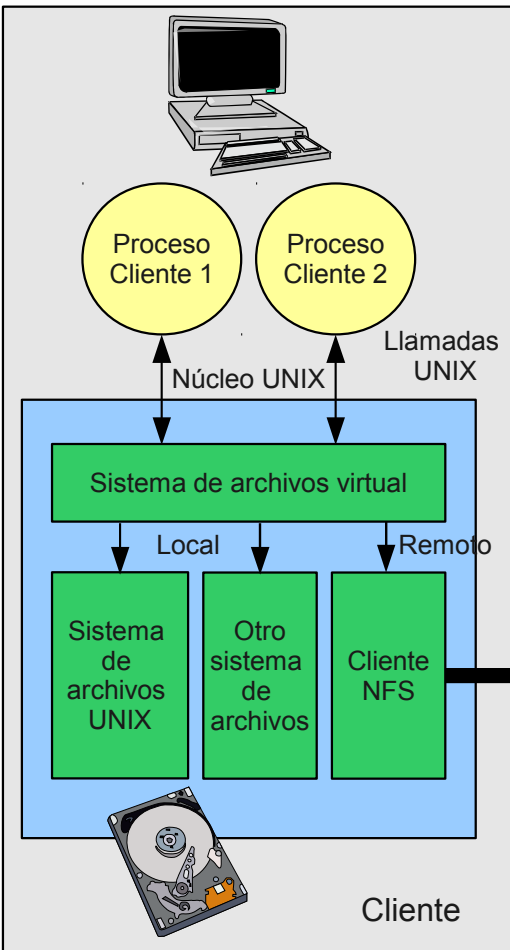 Proceso
Cliente 1
Proceso
Cliente 2
Llamadas
UNIX
Núcleo UNIX
Sistema de archivos virtual
Local
Remoto
Sistema
de
archivos
UNIX
Otro
sistema
de
archivos
Cliente
NFS
Cliente